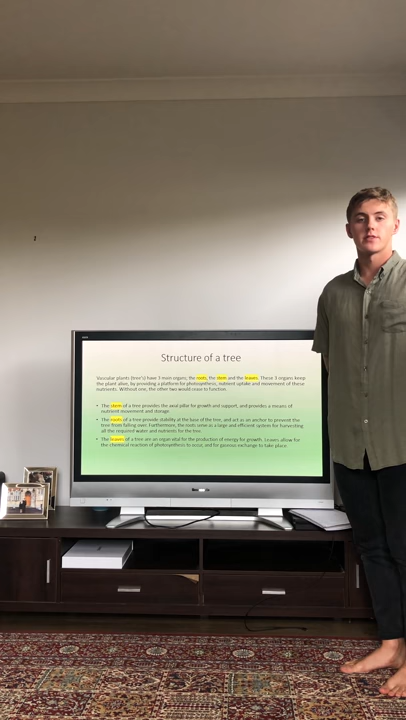 Structure of a tree
Vascular plants (tree's) have 3 main organs; the roots, the stem and the leaves. These 3 organs keep
the plant alive, by providing a platform for photosynthesis, nutrient uptake and movement of these
nutrients. Without one, the other two would cease to function.
• The stem of a tree provides the axial pillar for growth and support, and provides a means of
nutrient movement and storage.
• The roots of a tree provide stability at the base of the tree, and act as an anchor to prevent the
tree from falling over. Furthermore, the roots serve as a large and efficient system for harvesting
all the required water and nutrients for the tree.
• The leaves of a tree are an organ vital for the production of energy for growth. Leaves allow for
the chemical reaction of photosynthesis to occur, and for gaseous exchange to take place.